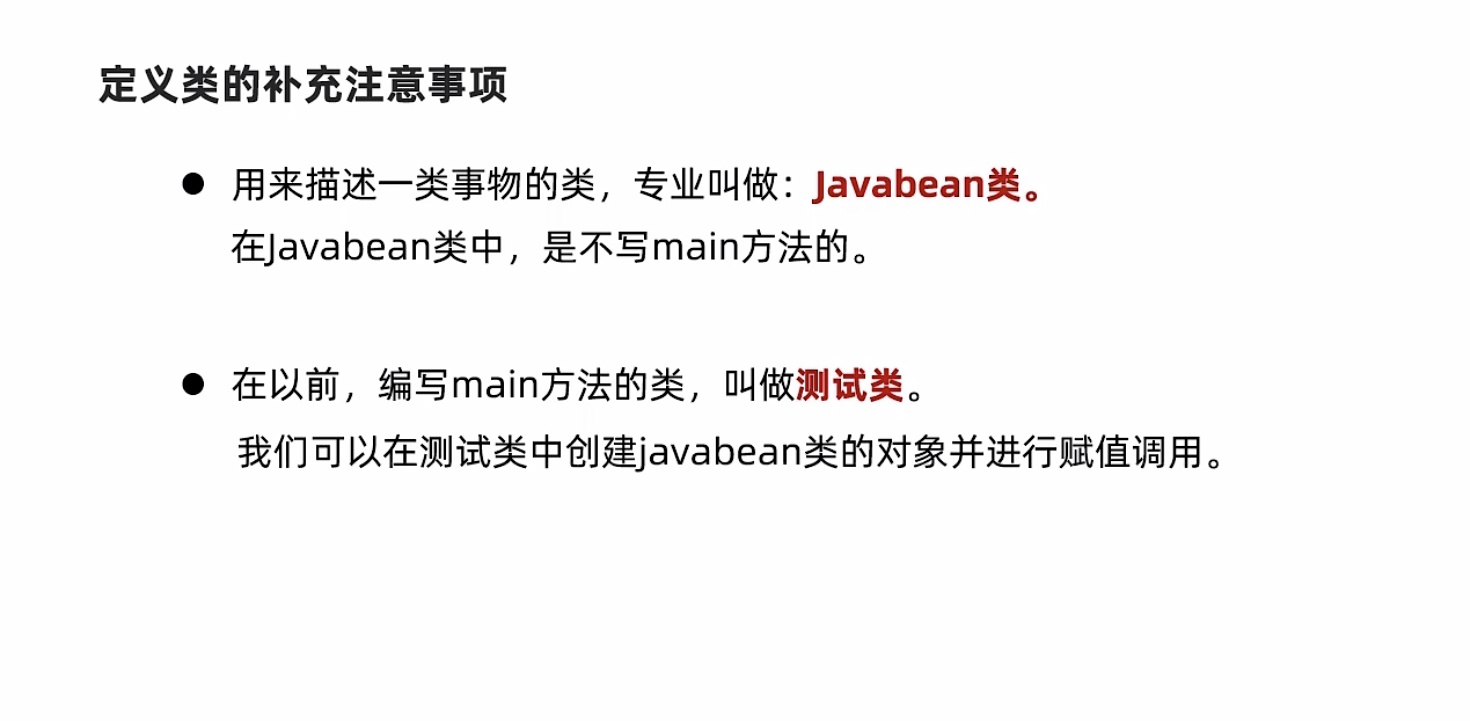 定义类的补充注意事项
● 用来描述一类事物的类，专业叫做：Javabean类。
在Javabean类中，是不写main方法的。
● 在以前，编写main方法的类，叫做测试类。
我们可以在测试类中创建javabean类的对象并进行赋值调用。